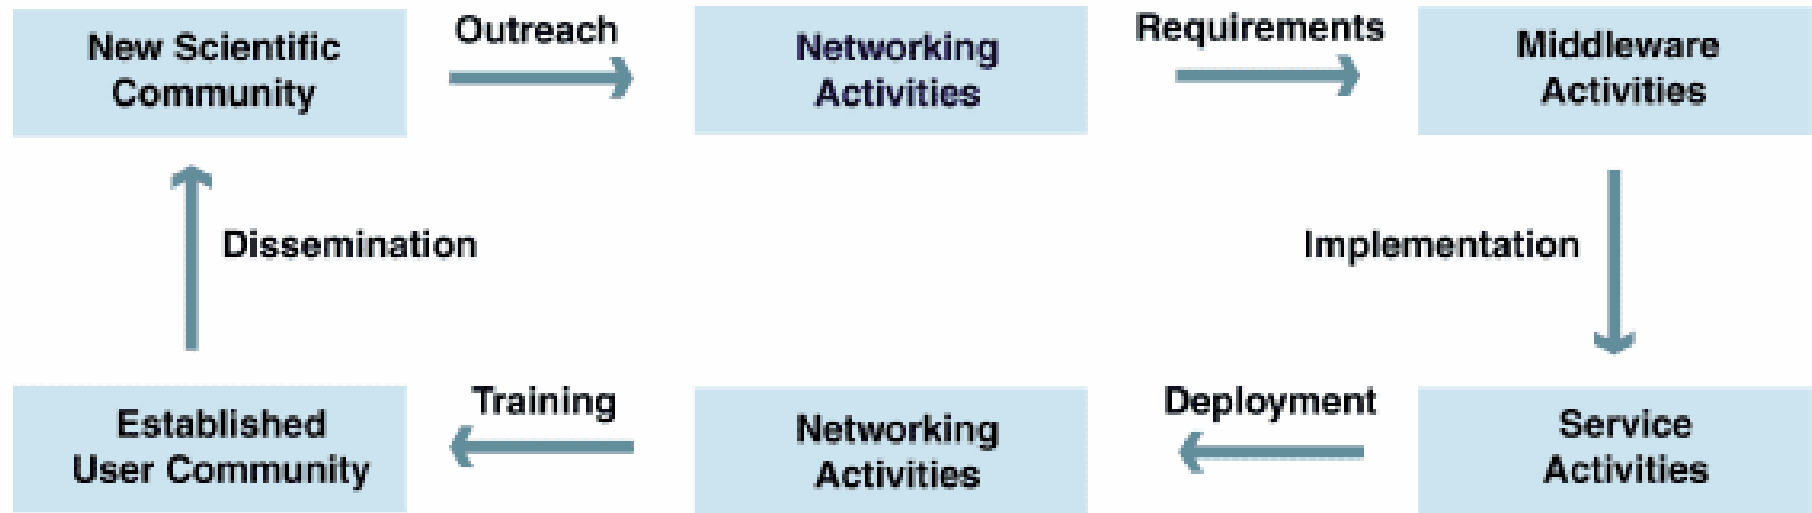 New Scientific
Community
Outreach
Networking
Activities
Requirements
Middleware
Activities
Dissemination
Implementation
Established
User Community
Training
Networking
Activities
Deployment
Service
Activities